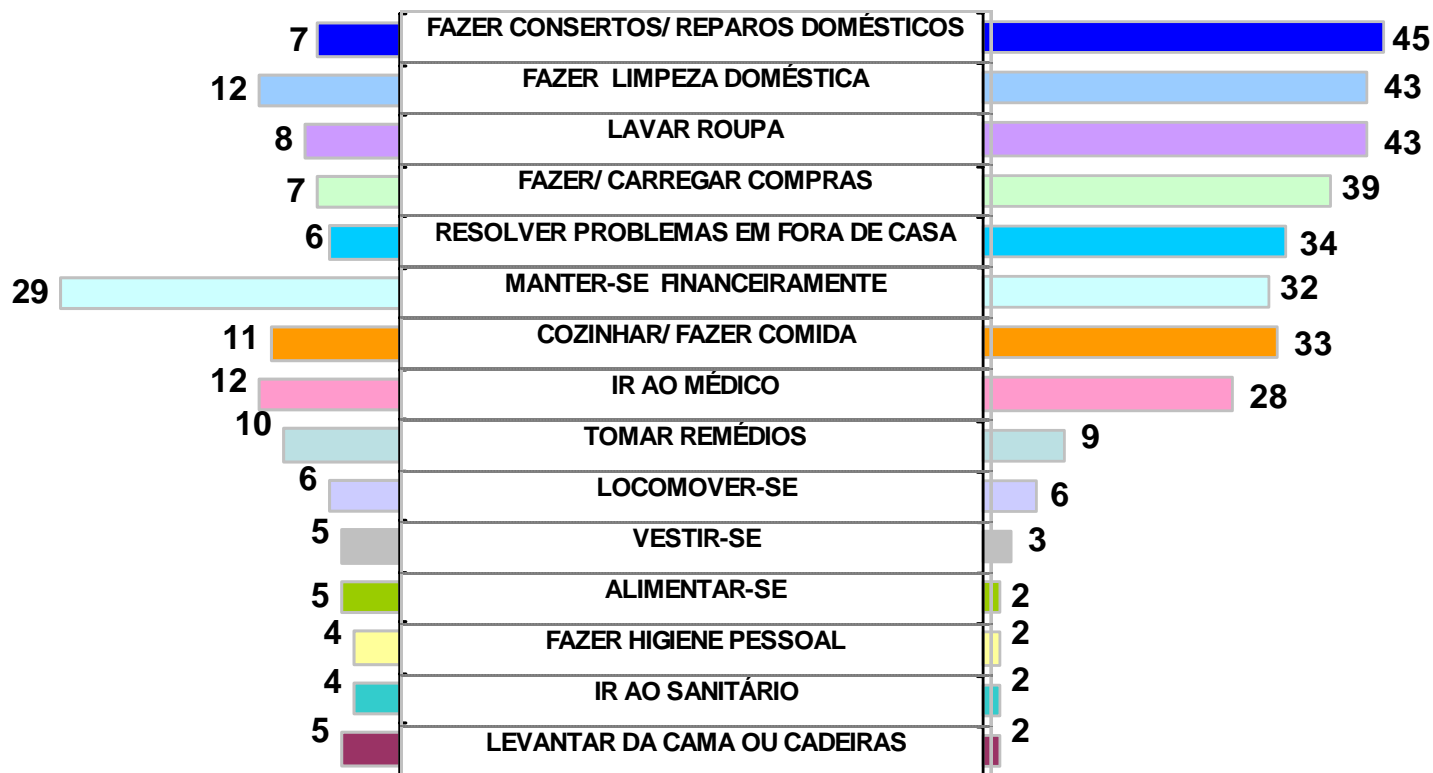 7 FAZER CONSERTOS/ REPAROS DOMÉSTICOS 45
12 FAZER LIMPEZA DOMÉSTICA 43
8 LAVAR ROUPA 43
7 FAZER/ CARREGAR COMPRAS 39
6 RESOLVER PROBLEMAS EM FORA DE CASA 34
29 MANTER-SE FINANCEIRAMENTE 32
11 COZINHAR/ FAZER COMIDA 33
12 IR AO MÉDICO 28
10 TOMAR REMÉDIOS 9
6 LOCOMOVER-SE 6
5 VESTIR-SE 3
5 ALIMENTAR-SE 2
4 FAZER HIGIENE PESSOAL 2
4 IR AO SANITÁRIO 2
5 LEVANTAR DA CAMA OU CADEIRAS 2